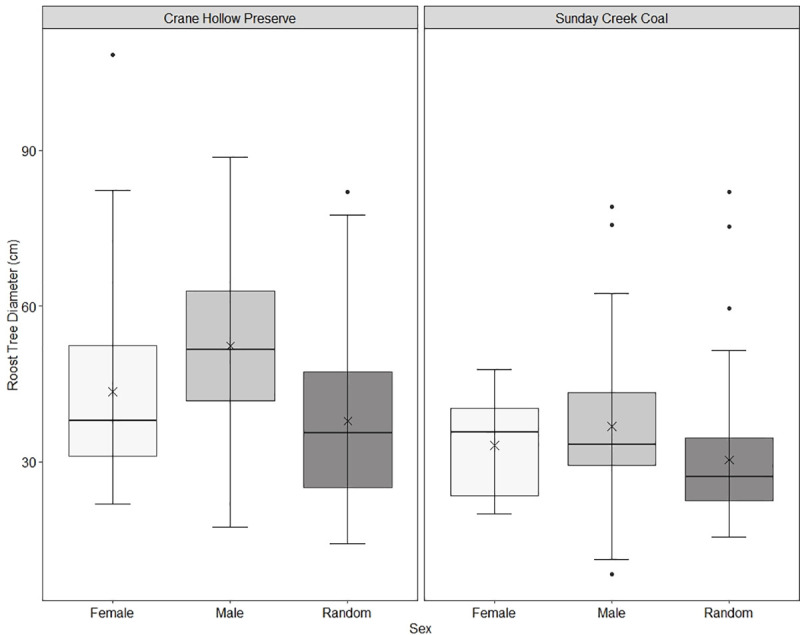 Crane Hollow Preserve
Sunday Creek Coal
Roost Tree Diameter (cm)
90
60
30
Female
Male
Random
Female
Male
Random
Sex